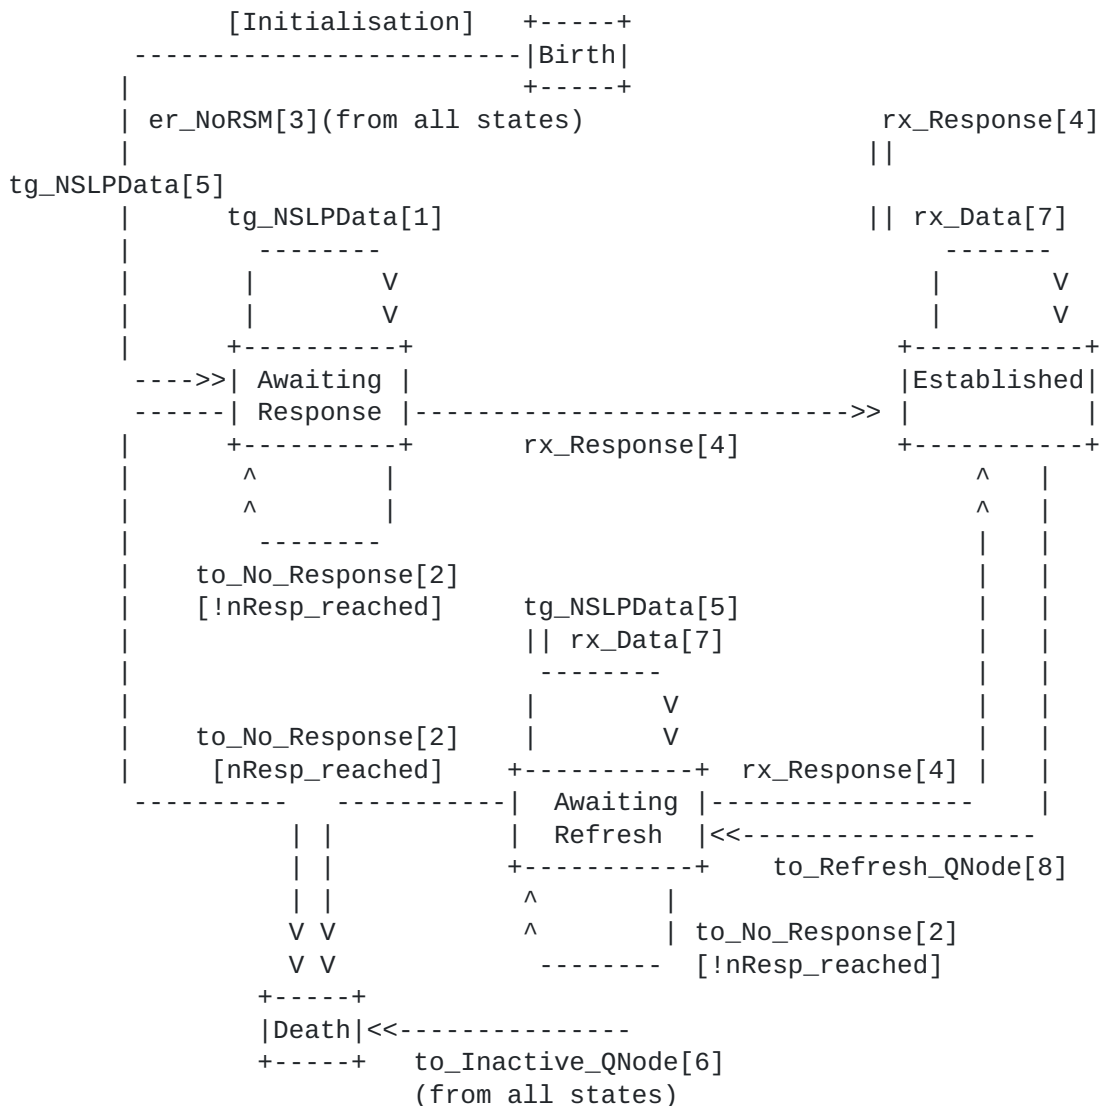 [Initialisation]   +-----+
-------------------------|Birth|
|                         +-----+
| er_NoRSM[3](from all states)                   rx_Response[4]
|                                               ||
tg_NSLPData[5]
|      tg_NSLPData[1]                           || rx_Data[7]
|        --------                                    -------
|       |        V                                  |       V
|       |        V                                  |       V
|      +----------+                               +-----------+
---->>| Awaiting |                               |Established|
------| Response |---------------------------->> |           |
|      +----------+       rx_Response[4]          +-----------+
|       ^        |                                     ^   |
|       ^        |                                     ^   |
|        --------                                      |   |
|    to_No_Response[2]                                 |   |
|    [!nResp_reached]     tg_NSLPData[5]               |   |
|                         || rx_Data[7]                |   |
|                          --------                    |   |
|                         |        V                   |   |
|    to_No_Response[2]    |        V                   |   |
|     [nResp_reached]    +-----------+  rx_Response[4] |   |
----------   -----------|  Awaiting |-----------------    |
| |           |  Refresh  |<<-------------------
| |           +-----------+    to_Refresh_QNode[8]
| |            ^        |
V V            ^        | to_No_Response[2]
V V             --------  [!nResp_reached]
+-----+
|Death|<<---------------
+-----+   to_Inactive_QNode[6]
(from all states)